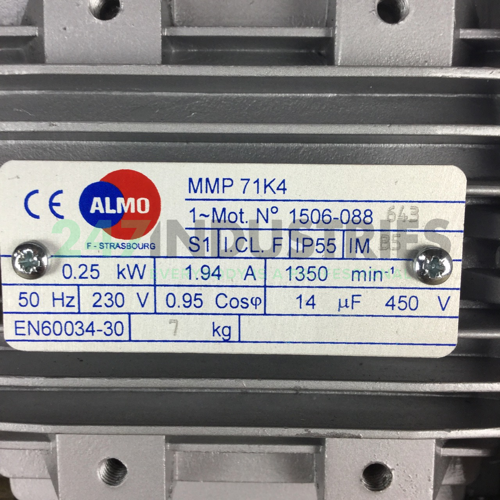 CE ALMO MMP 71K4
F - STRASBOURG 1~Mot. Nº 1506-088 643
S1 I.CL. F IP55 IM B5
0.25 kW 1.94 A 1350 min⁻¹
50 Hz 230 V 0.95 Cosφ 14 µF 450 V
EN60034-30 7 kg
247INDUSTRIES